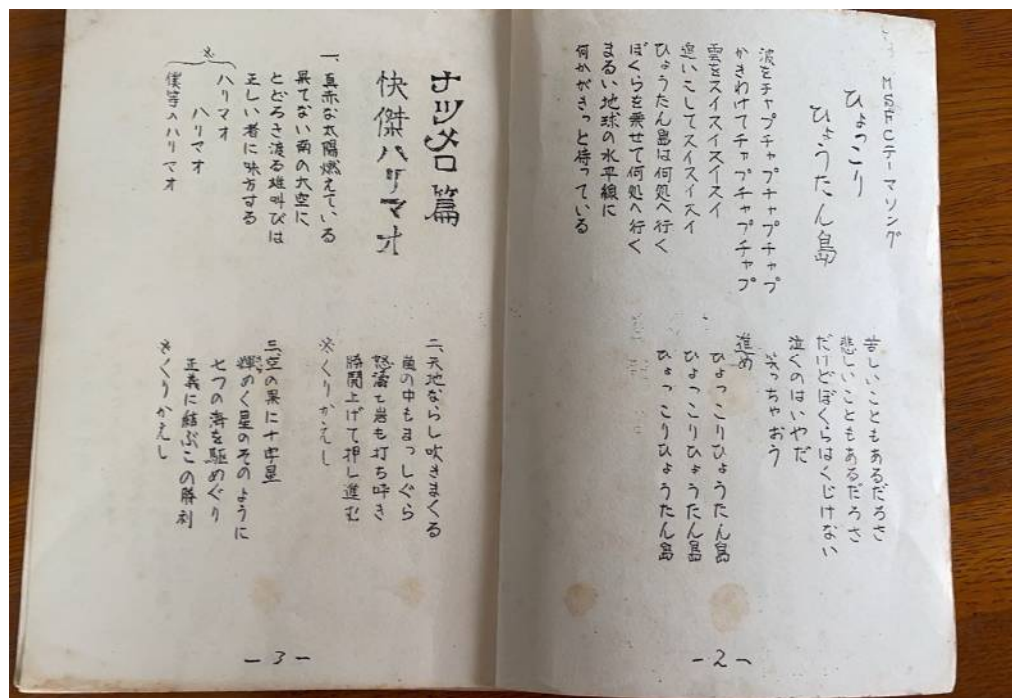 MSFCテーマソング
ひょっこり
ひょうたん島
波をチャプチャプチャプチャプ
かきわけてチャプチャプチャプ
雲をスイスイスイスイ
追いこしてスイスイスイ
ひょうたん島は何処へ行く
ぼくらを乗せて何処へ行く
まるい地球の水平線に
何かがきっと待っている
苦しいこともあるだろさ
悲しいこともあるだろさ
だけどぼくらはくじけない
泣くのはいやだ
笑っちゃおう
進め
ひょっこりひょうたん島
ひょっこりひょうたん島
ひょっこりひょうたん島
-2-
ナツメロ篇
快傑ハリマオ
一、真赤な太陽燃えている
果てない南の大空に
とどろき渡る雄叫びは
正しい者に味方する
※
ハリマオ
ハリマオ
僕等のハリマオ
二、天地ならし吹きまくる
の中もまっしぐら
怒濤て岩も打ち砕き
勝鬨上げて押し進む
※くりかえし
三、空の果に十字星
輝めく星のそのように
七つの海を駆めぐり
正義に結ぶこの勝利
※くりかえし
-3-